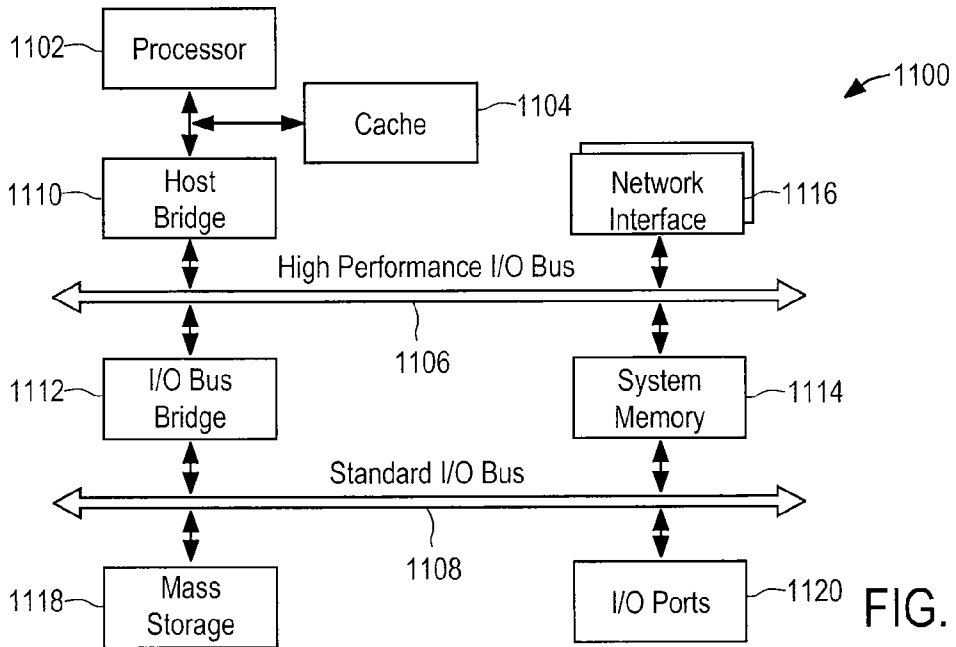 1102
Processor
1104
Cache
1100
1110
Host
Bridge
Network
Interface
1116
High Performance I/O Bus
1106
1112
I/O Bus
Bridge
System
Memory
1114
Standard I/O Bus
1108
1118
Mass
Storage
I/O Ports
1120
FIG.